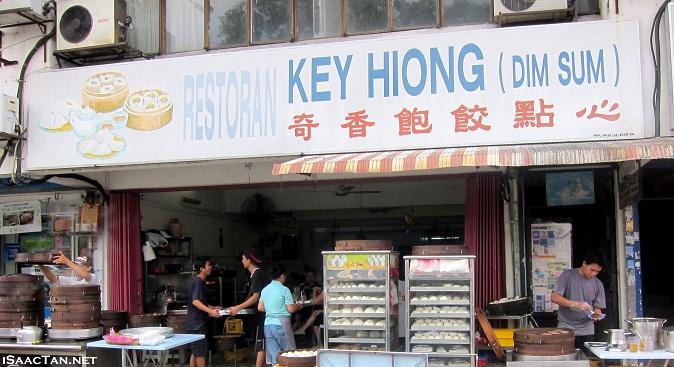 RESTORAN KEY HIONG (DIM SUM)
奇香飽餃點心
ISAACTAN.NET